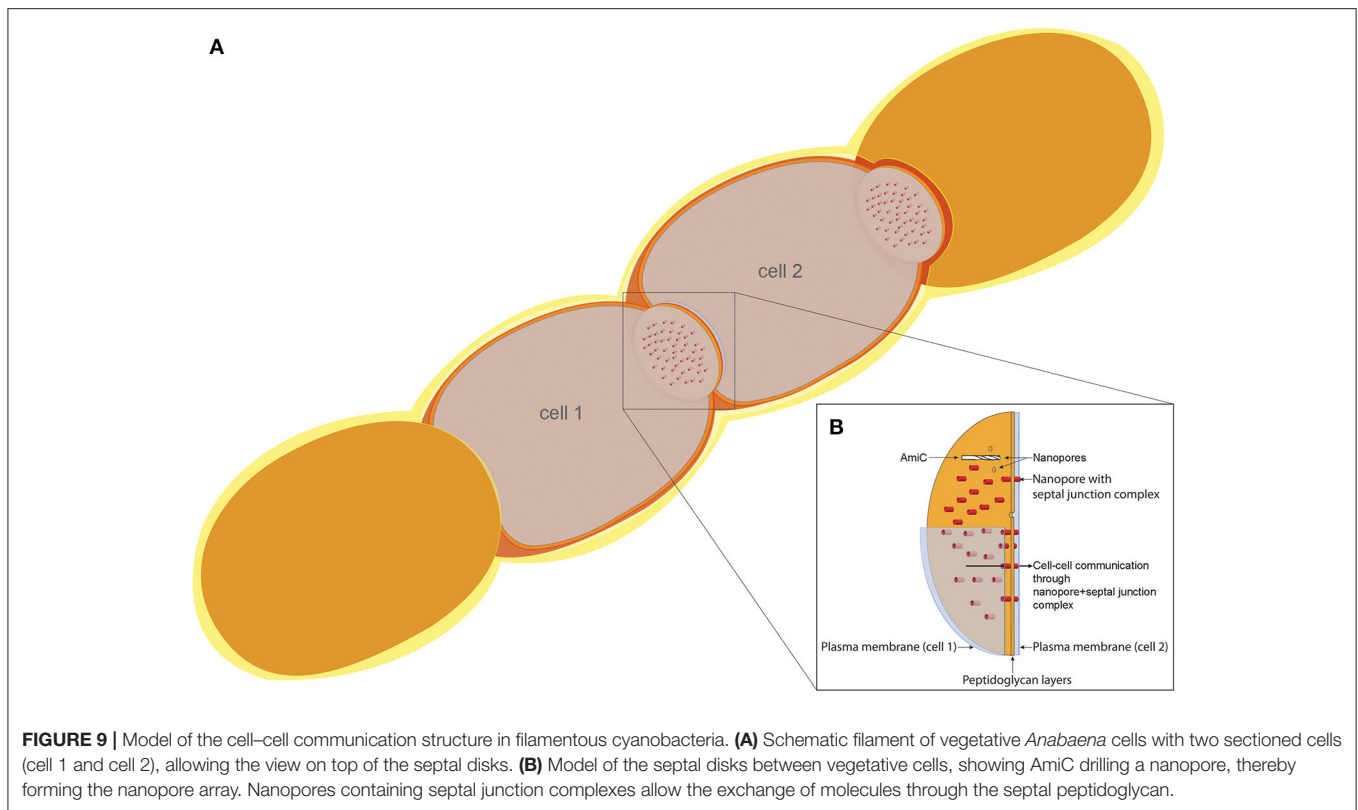 A
cell 2
cell 1
B
AmiC
Nanopores
Nanopore with
septal junction complex
Cell-cell communication
through
nanopore+septal junction
complex
Plasma membrane (cell 1)
Plasma membrane (cell 2)
Peptidoglycan layers
FIGURE 9 | Model of the cell–cell communication structure in filamentous cyanobacteria. (A) Schematic filament of vegetative Anabaena cells with two sectioned cells
(cell 1 and cell 2), allowing the view on top of the septal disks. (B) Model of the septal disks between vegetative cells, showing AmiC drilling a nanopore, thereby
forming the nanopore array. Nanopores containing septal junction complexes allow the exchange of molecules through the septal peptidoglycan.